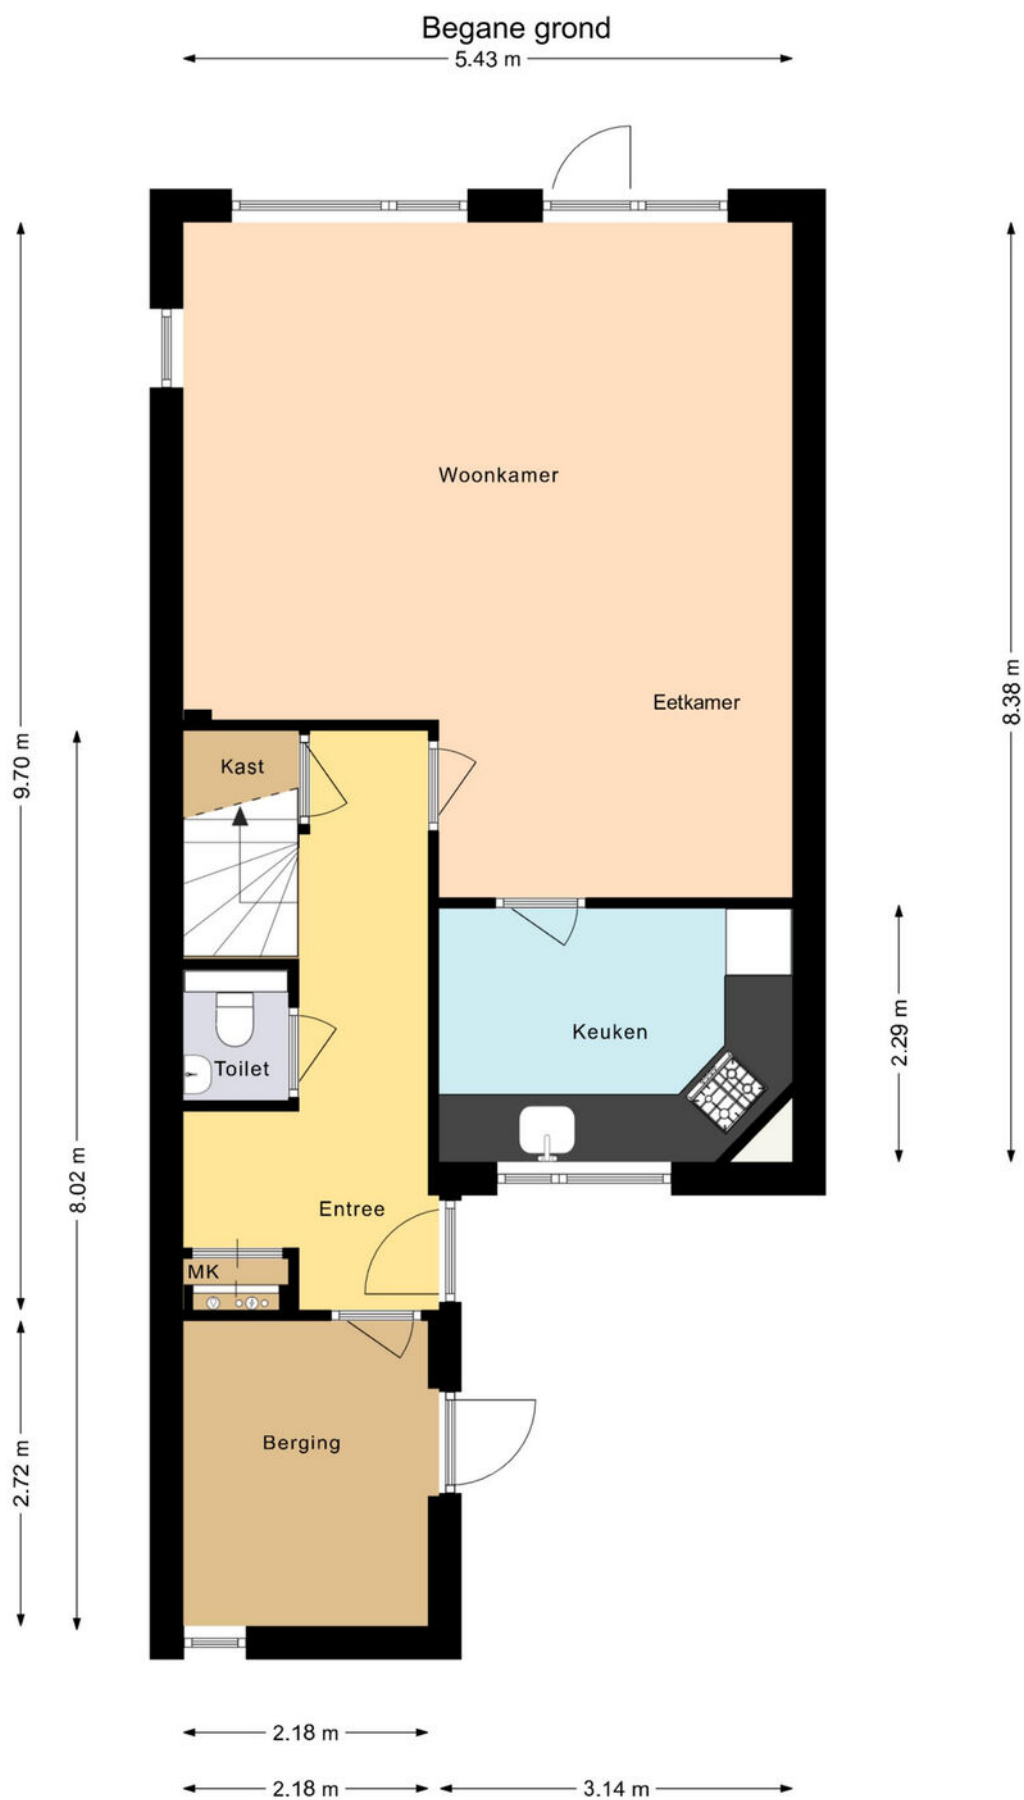 Begane grond
5.43 m
Woonkamer
Eetkamer
8.38 m
9.70 m
Kast
Keuken
2.29 m
Toilet
8.02 m
Entree
MK
Berging
2.72 m
2.18 m
2.18 m
3.14 m